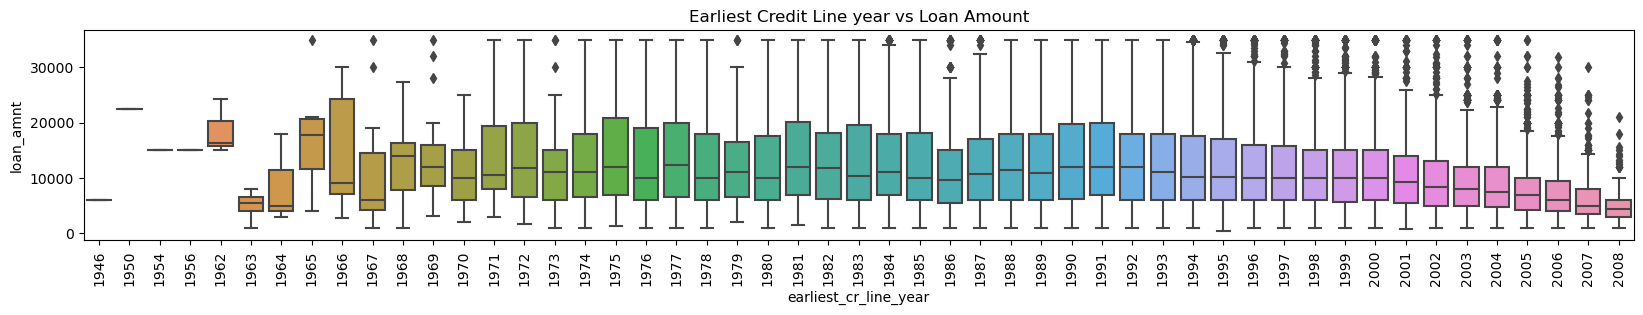 Earliest Credit Line year vs Loan Amount
loan_amnt
30000
20000
10000
0
1946 1950 1954 1956 1962 1963 1964 1965 1966 1967 1968 1969 1970 1971 1972 1973 1974 1975 1976 1977 1978 1979 1980 1981 1982 1983 1984 1985 1986 1987 1988 1989 1990 1991 1992 1993 1994 1995 1996 1997 1998 1999 2000 2001 2002 2003 2004 2005 2006 2007 2008
earliest_cr_line_year